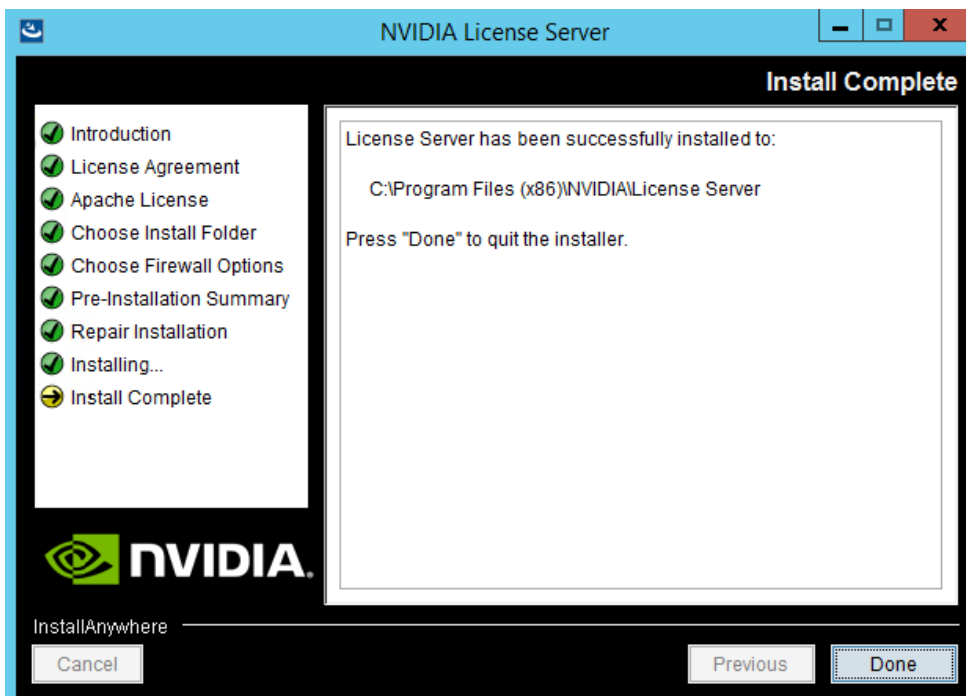 NVIDIA License Server
Install Complete
Introduction
License Agreement
Apache License
Choose Install Folder
Choose Firewall Options
Pre-Installation Summary
Repair Installation
Installing...
Install Complete
License Server has been successfully installed to:
C:\Program Files (x86)\NVIDIA\License Server
Press "Done" to quit the installer.
NVIDIA.
InstallAnywhere
Cancel
Previous
Done